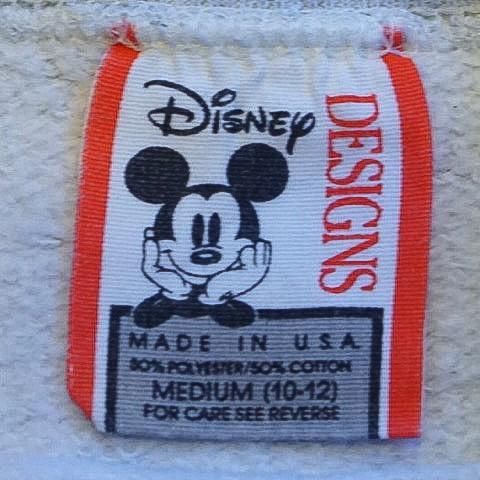 Disney
DESIGNS
MADE IN U.S.A.
50% POLYESTER/50% COTTON
MEDIUM (10-12)
FOR CARE SEE REVERSE